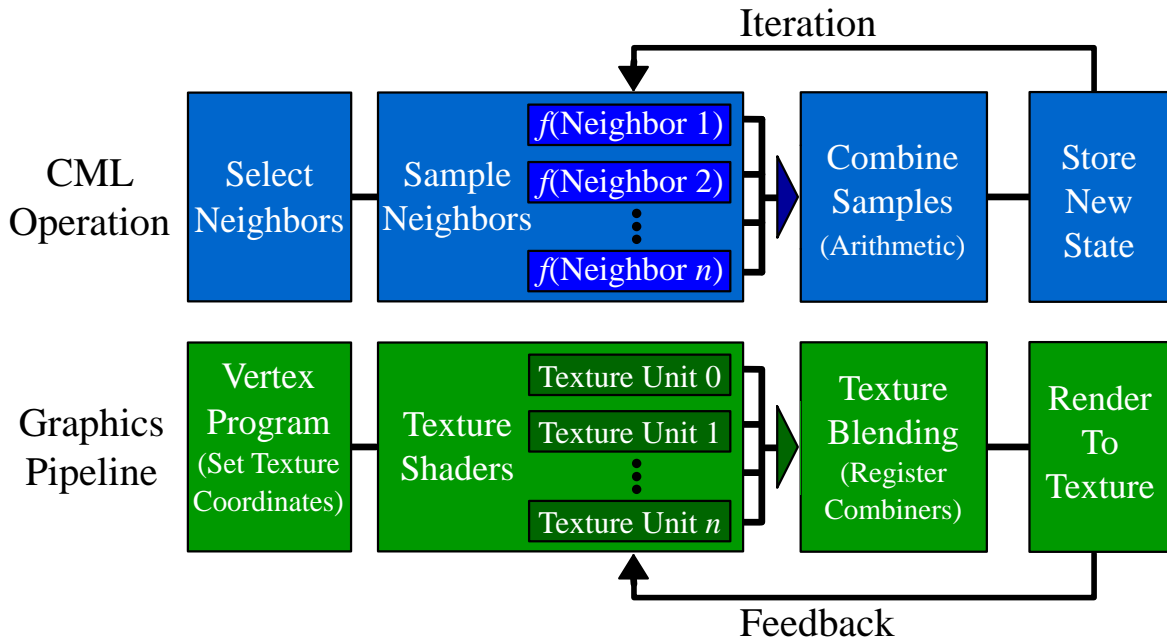 Iteration
CML
Operation
Select
Neighbors
Sample
Neighbors
f(Neighbor 1)
f(Neighbor 2)
f(Neighbor n)
Combine
Samples
(Arithmetic)
Store
New
State
Graphics
Pipeline
Vertex
Program
(Set Texture
Coordinates)
Texture
Shaders
Texture Unit 0
Texture Unit 1
Texture Unit n
Texture
Blending
(Register
Combiners)
Render
To
Texture
Feedback